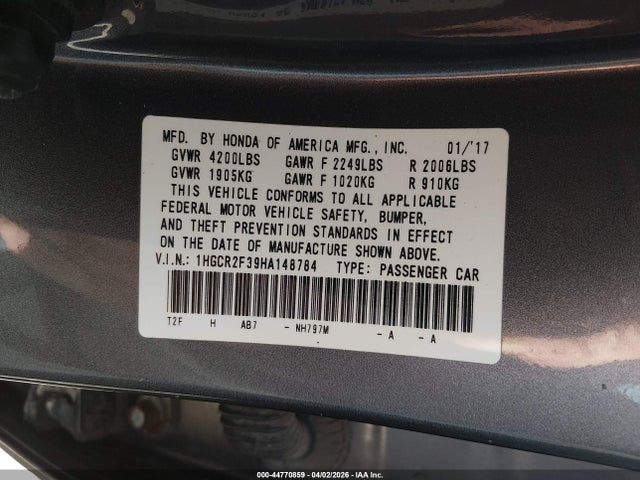 MFD. BY HONDA OF AMERICA MFG., INC. 01/'17
GVWR 4200LBS GAWR F 2249LBS R 2006LBS
GVWR 1905KG GAWR F 1020KG R 910KG
THIS VEHICLE CONFORMS TO ALL APPLICABLE
FEDERAL MOTOR VEHICLE SAFETY, BUMPER,
AND THEFT PREVENTION STANDARDS IN EFFECT
ON THE DATE OF MANUFACTURE SHOWN ABOVE.
V.I.N.: 1HGCR2F39HA148784 TYPE: PASSENGER CAR
T2F H AB7 - NH797M - A - A
000-44770859 - 04/02/2026 - IAA Inc.